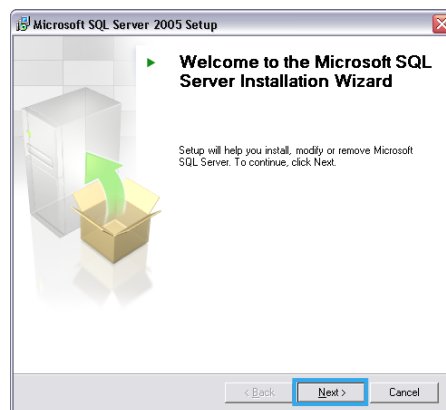 Microsoft SQL Server 2005 Setup
Welcome to the Microsoft SQL
Server Installation Wizard
Setup will help you install, modify or remove Microsoft
SQL Server. To continue, click Next.
< Back
Next >
Cancel